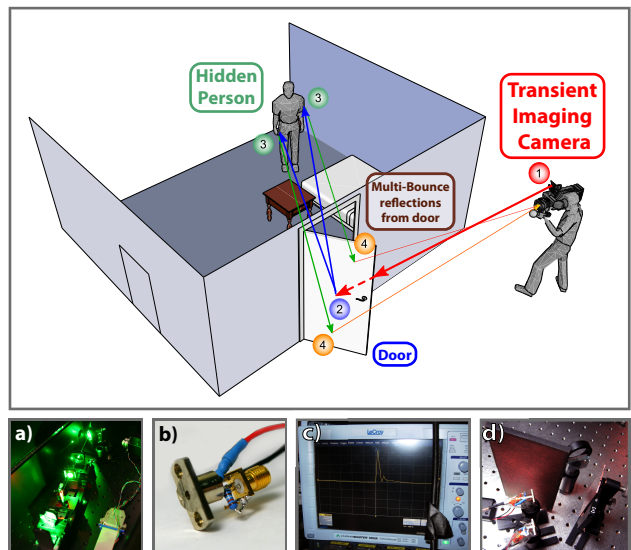 Hidden
Person
3
3
Transient
Imaging
Camera
1
Multi-Bounce
reflections
from door
4
2
4
Door
a)
b)
c)
d)
LeCroy